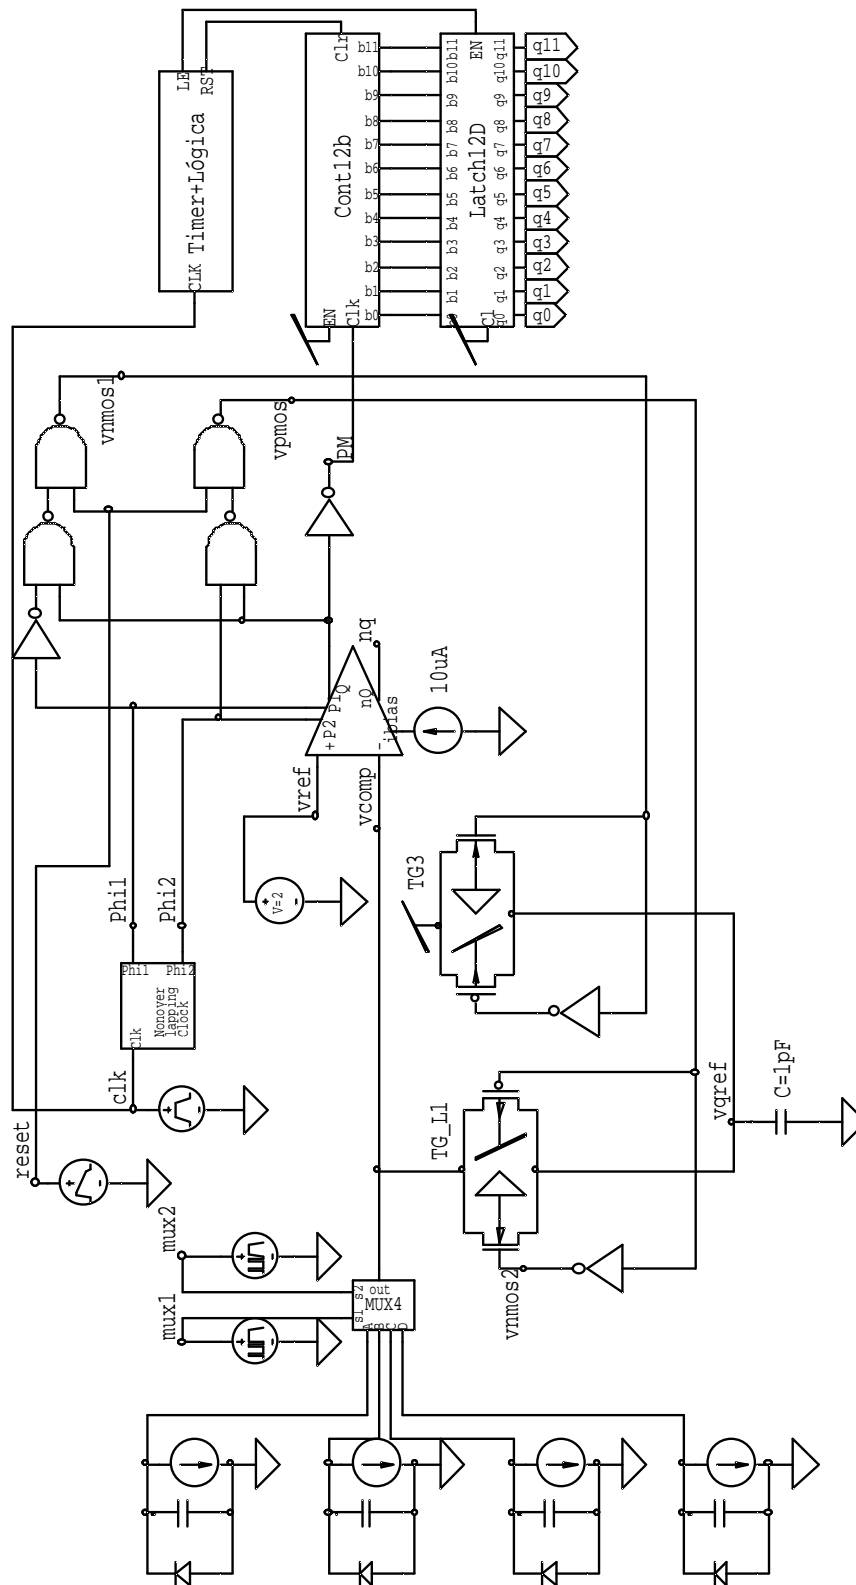 LE
RST
Timer+Lógica
CLK
Clr
b11
b10
b9
b8
b7
b6
b5
b4
b3
b2
b1
b0
Cont12b
EN
Clk
EN
b11
b10
b9
b8
b7
b6
b5
b4
b3
b2
b1
Latch12D
Cl
q11
q10
q9
q8
q7
q6
q5
q4
q3
q2
q1
q0
q11
q10
q9
q8
q7
q6
q5
q4
q3
q2
q1
q0
vnmos1
vpmos
PM
nq
Q
nQ
P1
+P2
-
ibias
10uA
vref
vcomp
V=2
Phi1
Phi2
Phi1
Phi2
Nonover
lapping
Clock
clk
clk
reset
TG3
TG_L1
vqref
C=1pF
vnmos2
mux2
mux1
s2
s1
out
MUX4
A
B
C
D